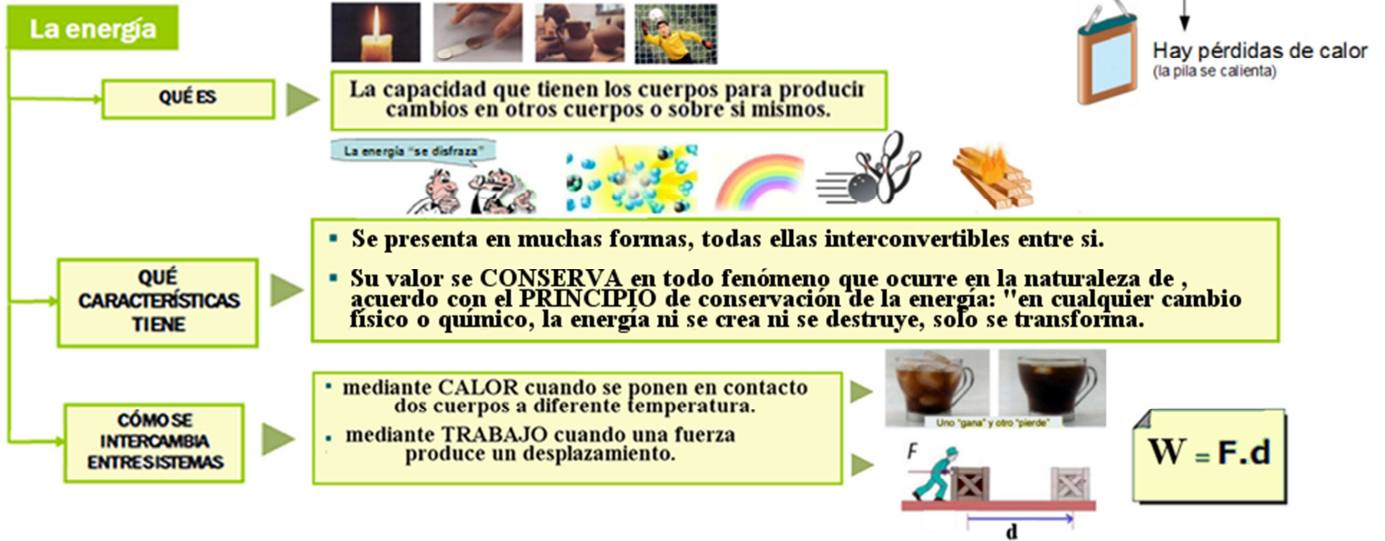 La energía
Hay pérdidas de calor
(la pila se calienta)
QUÉ ES
La capacidad que tienen los cuerpos para producir
cambios en otros cuerpos o sobre si mismos.
La energía "se disfraza"
QUÉ
CARACTERÍSTICAS
TIENE
▪ Se presenta en muchas formas, todas ellas interconvertibles entre si.
▪ Su valor se CONSERVA en todo fenómeno que ocurre en la naturaleza de ,
acuerdo con el PRINCIPIO de conservación de la energía: "en cualquier cambio
físico o químico, la energía ni se crea ni se destruye, solo se transforma.
CÓMO SE
INTERCAMBIA
ENTRE SISTEMAS
▪ mediante CALOR cuando se ponen en contacto
dos cuerpos a diferente temperatura.
▪ mediante TRABAJO cuando una fuerza
produce un desplazamiento.
Uno "gana" y otro "pierde"
F
d
W = F.d